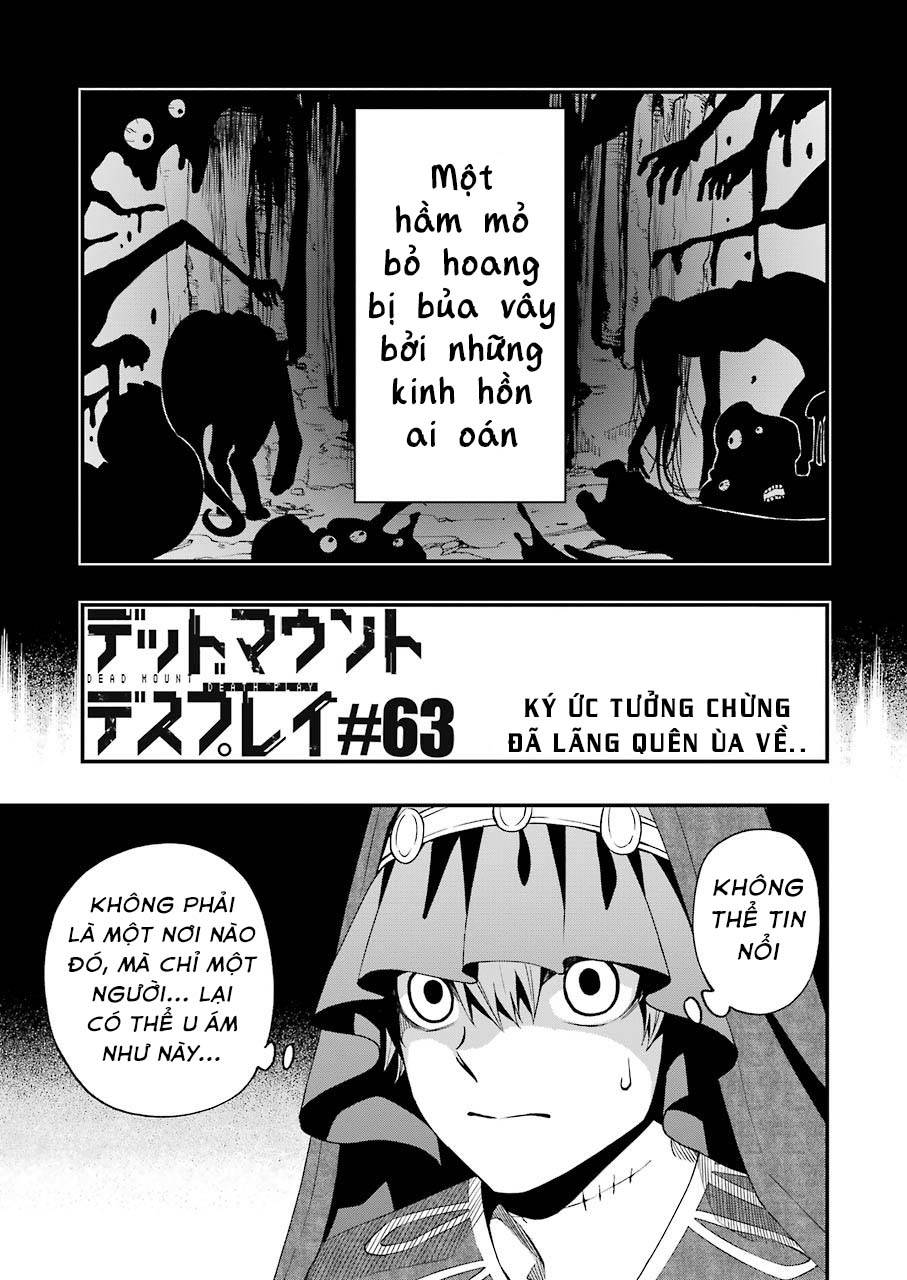 Một
hầm mỏ
bỏ hoang
bị bủa vây
bởi những
kinh hồn
ai oán
デッドマウント
DEAD MOUNT DEATH PLAY
デスプレイ#63
KÝ ỨC TƯỞNG CHỪNG
ĐÃ LÃNG QUÊN ÙA VỀ..
KHÔNG
THỂ TIN
NỔI
KHÔNG PHẢI
LÀ MỘT NƠI NÀO
ĐÓ, MÀ CHỈ MỘT
NGƯỜI... LẠI
CÓ THỂ U ÁM
NHƯ NÀY...